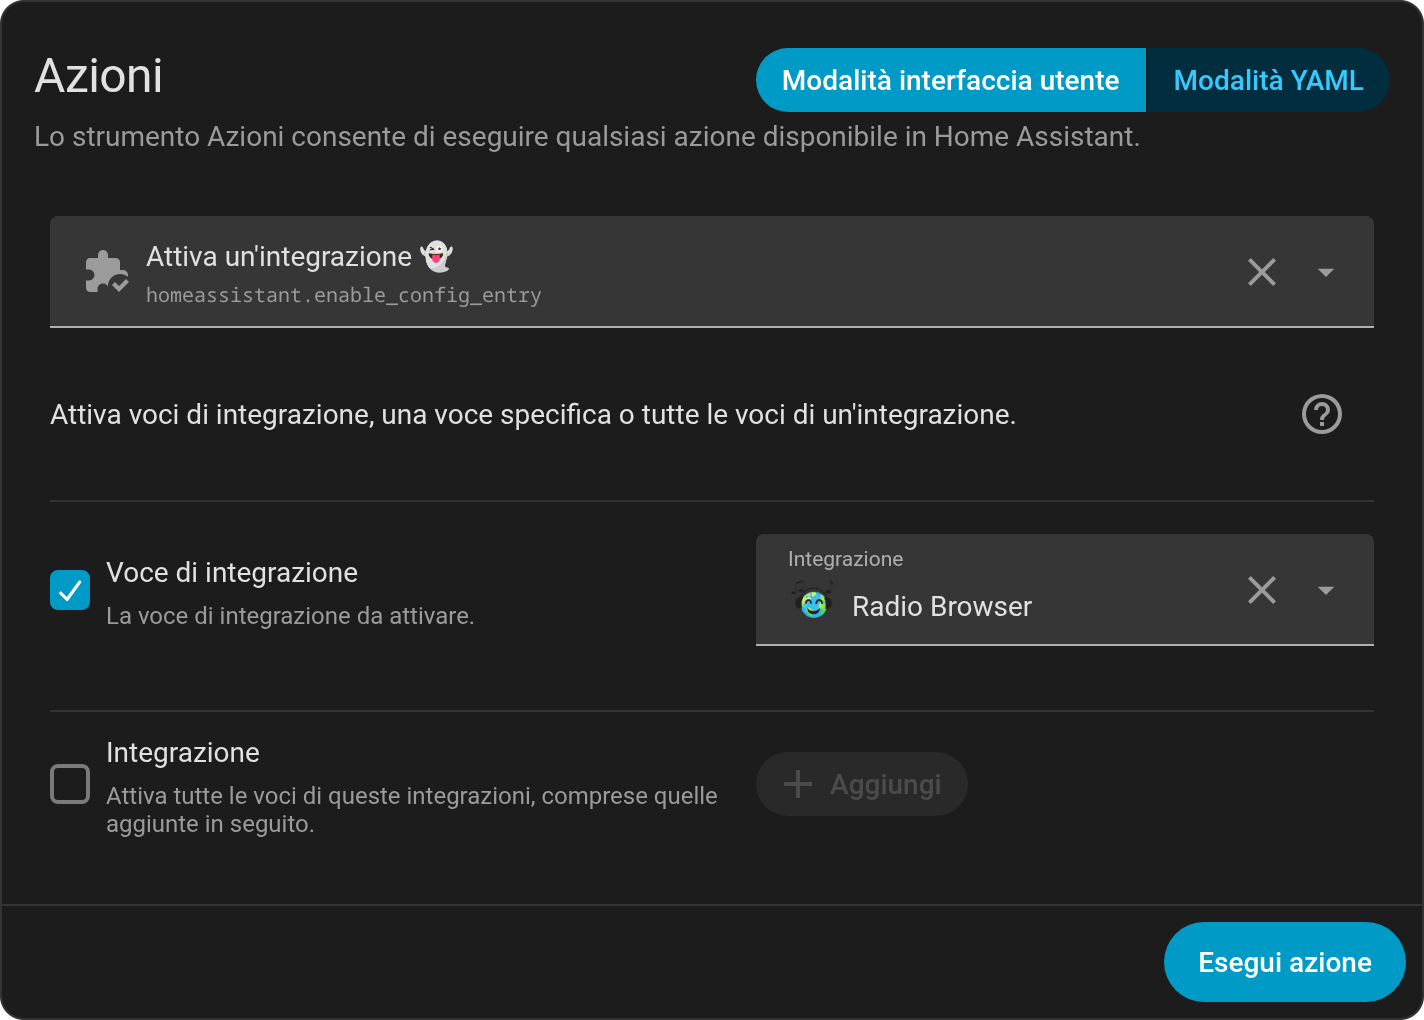 Azioni
Modalità interfaccia utente
Modalità YAML
Lo strumento Azioni consente di eseguire qualsiasi azione disponibile in Home Assistant.
Attiva un'integrazione 👻
homeassistant.enable_config_entry
Attiva voci di integrazione, una voce specifica o tutte le voci di un'integrazione.
Voce di integrazione
La voce di integrazione da attivare.
Integrazione
Radio Browser
Integrazione
Attiva tutte le voci di queste integrazioni, comprese quelle
aggiunte in seguito.
Aggiungi
Esegui azione